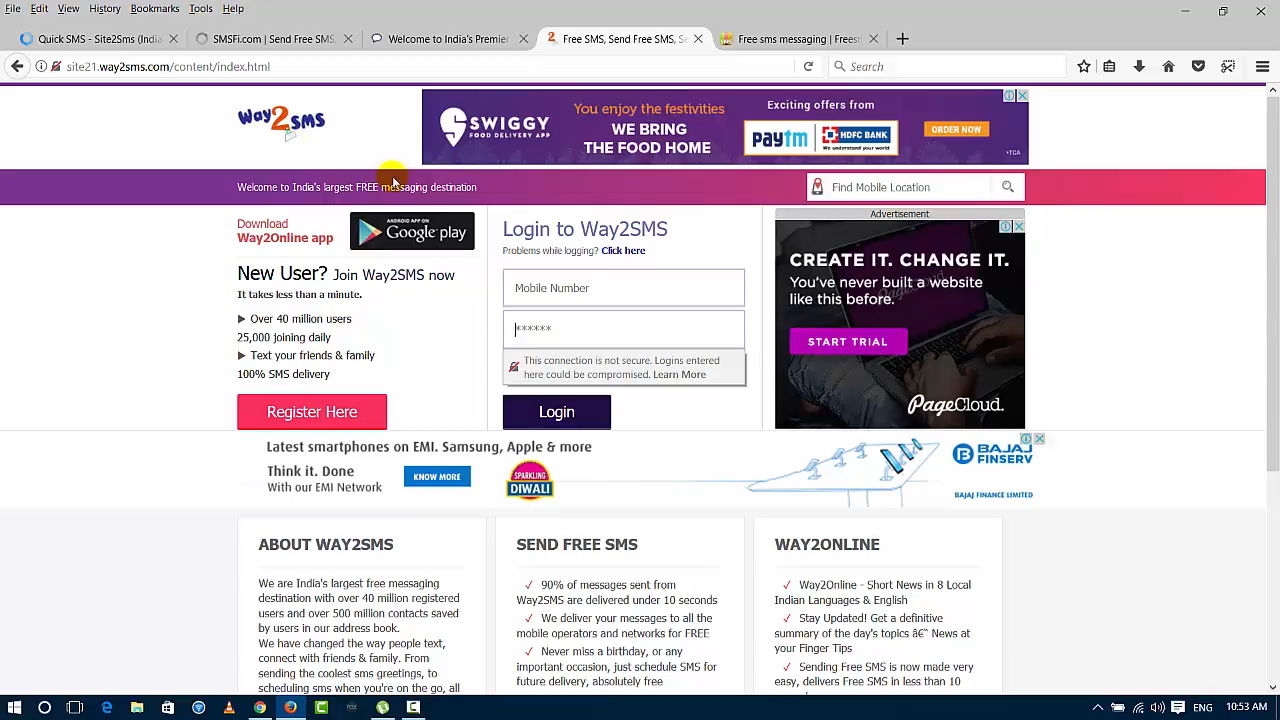 File Edit View History Bookmarks Tools Help
Quick SMS - Site2Sms (India
SMSFi.com | Send Free SMS,
Welcome to India's Premier
Free SMS, Send Free SMS, Se
Free sms messaging | Freesm
site21.way2sms.com/content/index.html
Search
Way2SMS
SWIGGY
FOOD DELIVERY APP
You enjoy the festivities
WE BRING
THE FOOD HOME
Exciting offers from
paytm
HDFC BANK
We understand your world
ORDER NOW
*T&CA
Welcome to India's largest FREE messaging destination
Find Mobile Location
Download
Way2Online app
ANDROID APP ON
Google play
New User? Join Way2SMS now
It takes less than a minute.
Over 40 million users
25,000 joining daily
Text your friends & family
100% SMS delivery
Register Here
Login to Way2SMS
Problems while logging? Click here
Mobile Number
******
This connection is not secure. Logins entered
here could be compromised. Learn More
Login
Advertisement
CREATE IT. CHANGE IT.
You've never built a website
like this before.
START TRIAL
PageCloud.
Latest smartphones on EMI. Samsung, Apple & more
Think it. Done
With our EMI Network
KNOW MORE
SPARKLING
DIWALI
BAJAJ
FINSERV
BAJAJ FINANCE LIMITED
ABOUT WAY2SMS
We are India's largest free messaging
destination with over 40 million registered
users and over 500 million contacts saved
by users in our address book.
We have changed the way people text,
connect with friends & family. From
sending the coolest sms greetings, to
scheduling sms when you're on the go, all
SEND FREE SMS
90% of messages sent from
Way2SMS are delivered under 10 seconds
We deliver your messages to all the
mobile operators and networks for FREE
Never miss a birthday, or any
important occasion, just schedule SMS for
future delivery, absolutely free
WAY2ONLINE
Way2Online - Short News in 8 Local
Indian Languages & English
Stay Updated! Get a definitive
summary of the day's topics â€“ News at
your Finger Tips
Sending Free SMS is now made very
easy, delivers Free SMS in less than 10
ENG
10:53 AM